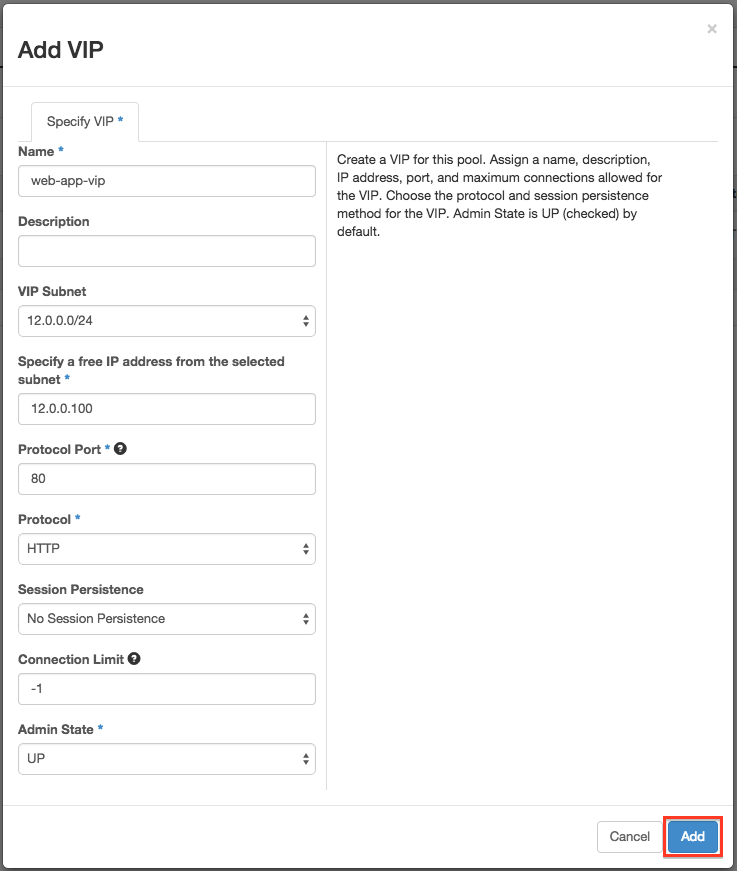 ×
Add VIP
Specify VIP *
Name *
web-app-vip
Description
VIP Subnet
12.0.0.0/24
Specify a free IP address from the selected
subnet *
12.0.0.100
Protocol Port * ?
80
Protocol *
HTTP
Session Persistence
No Session Persistence
Connection Limit ?
-1
Admin State *
UP
Create a VIP for this pool. Assign a name, description,
IP address, port, and maximum connections allowed for
the VIP. Choose the protocol and session persistence
method for the VIP. Admin State is UP (checked) by
default.
Cancel
Add